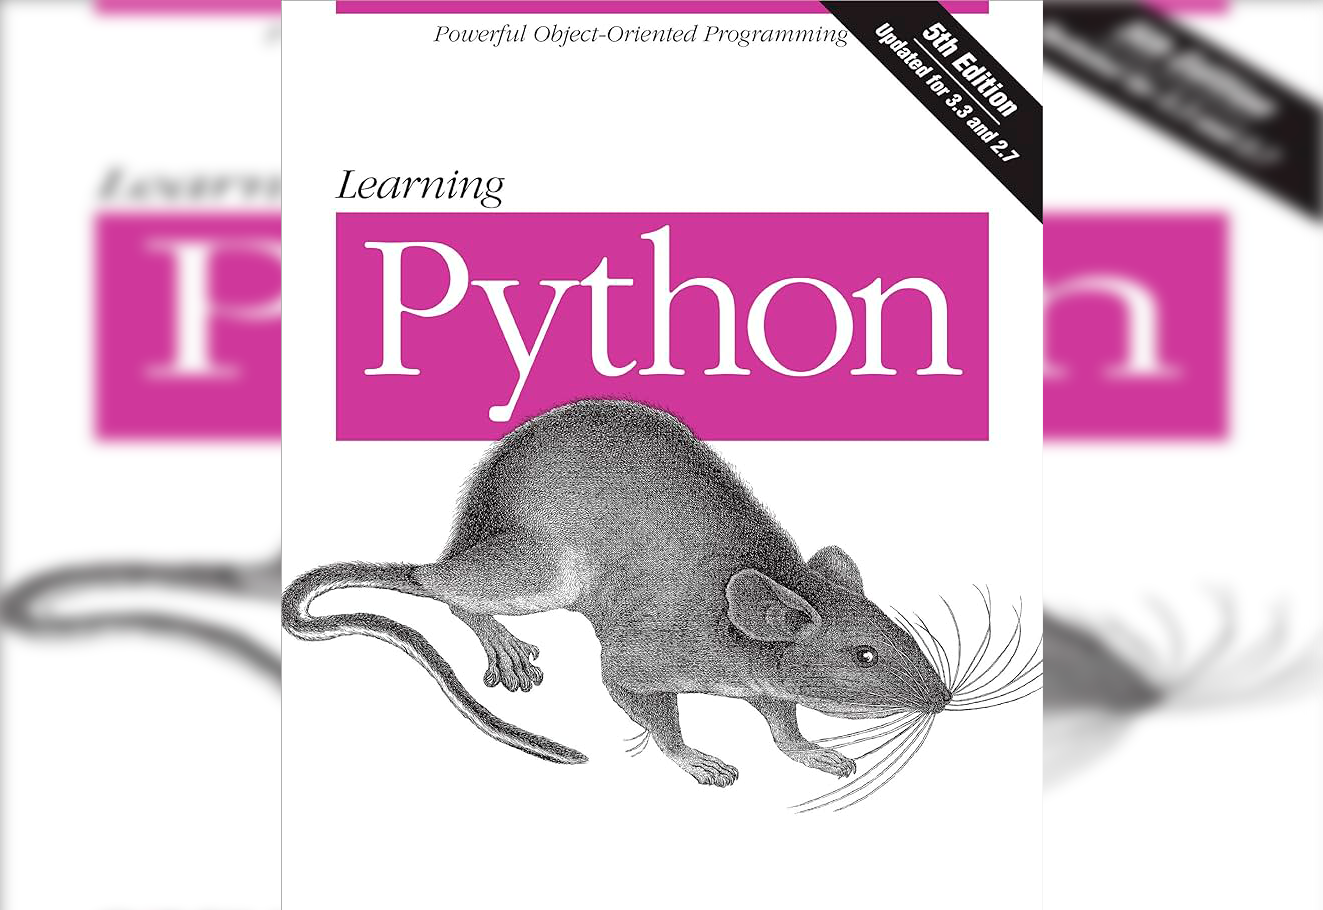 Powerful Object-Oriented Programming
5th Edition
Updated for 3.3 and 2.7
Learning
Python